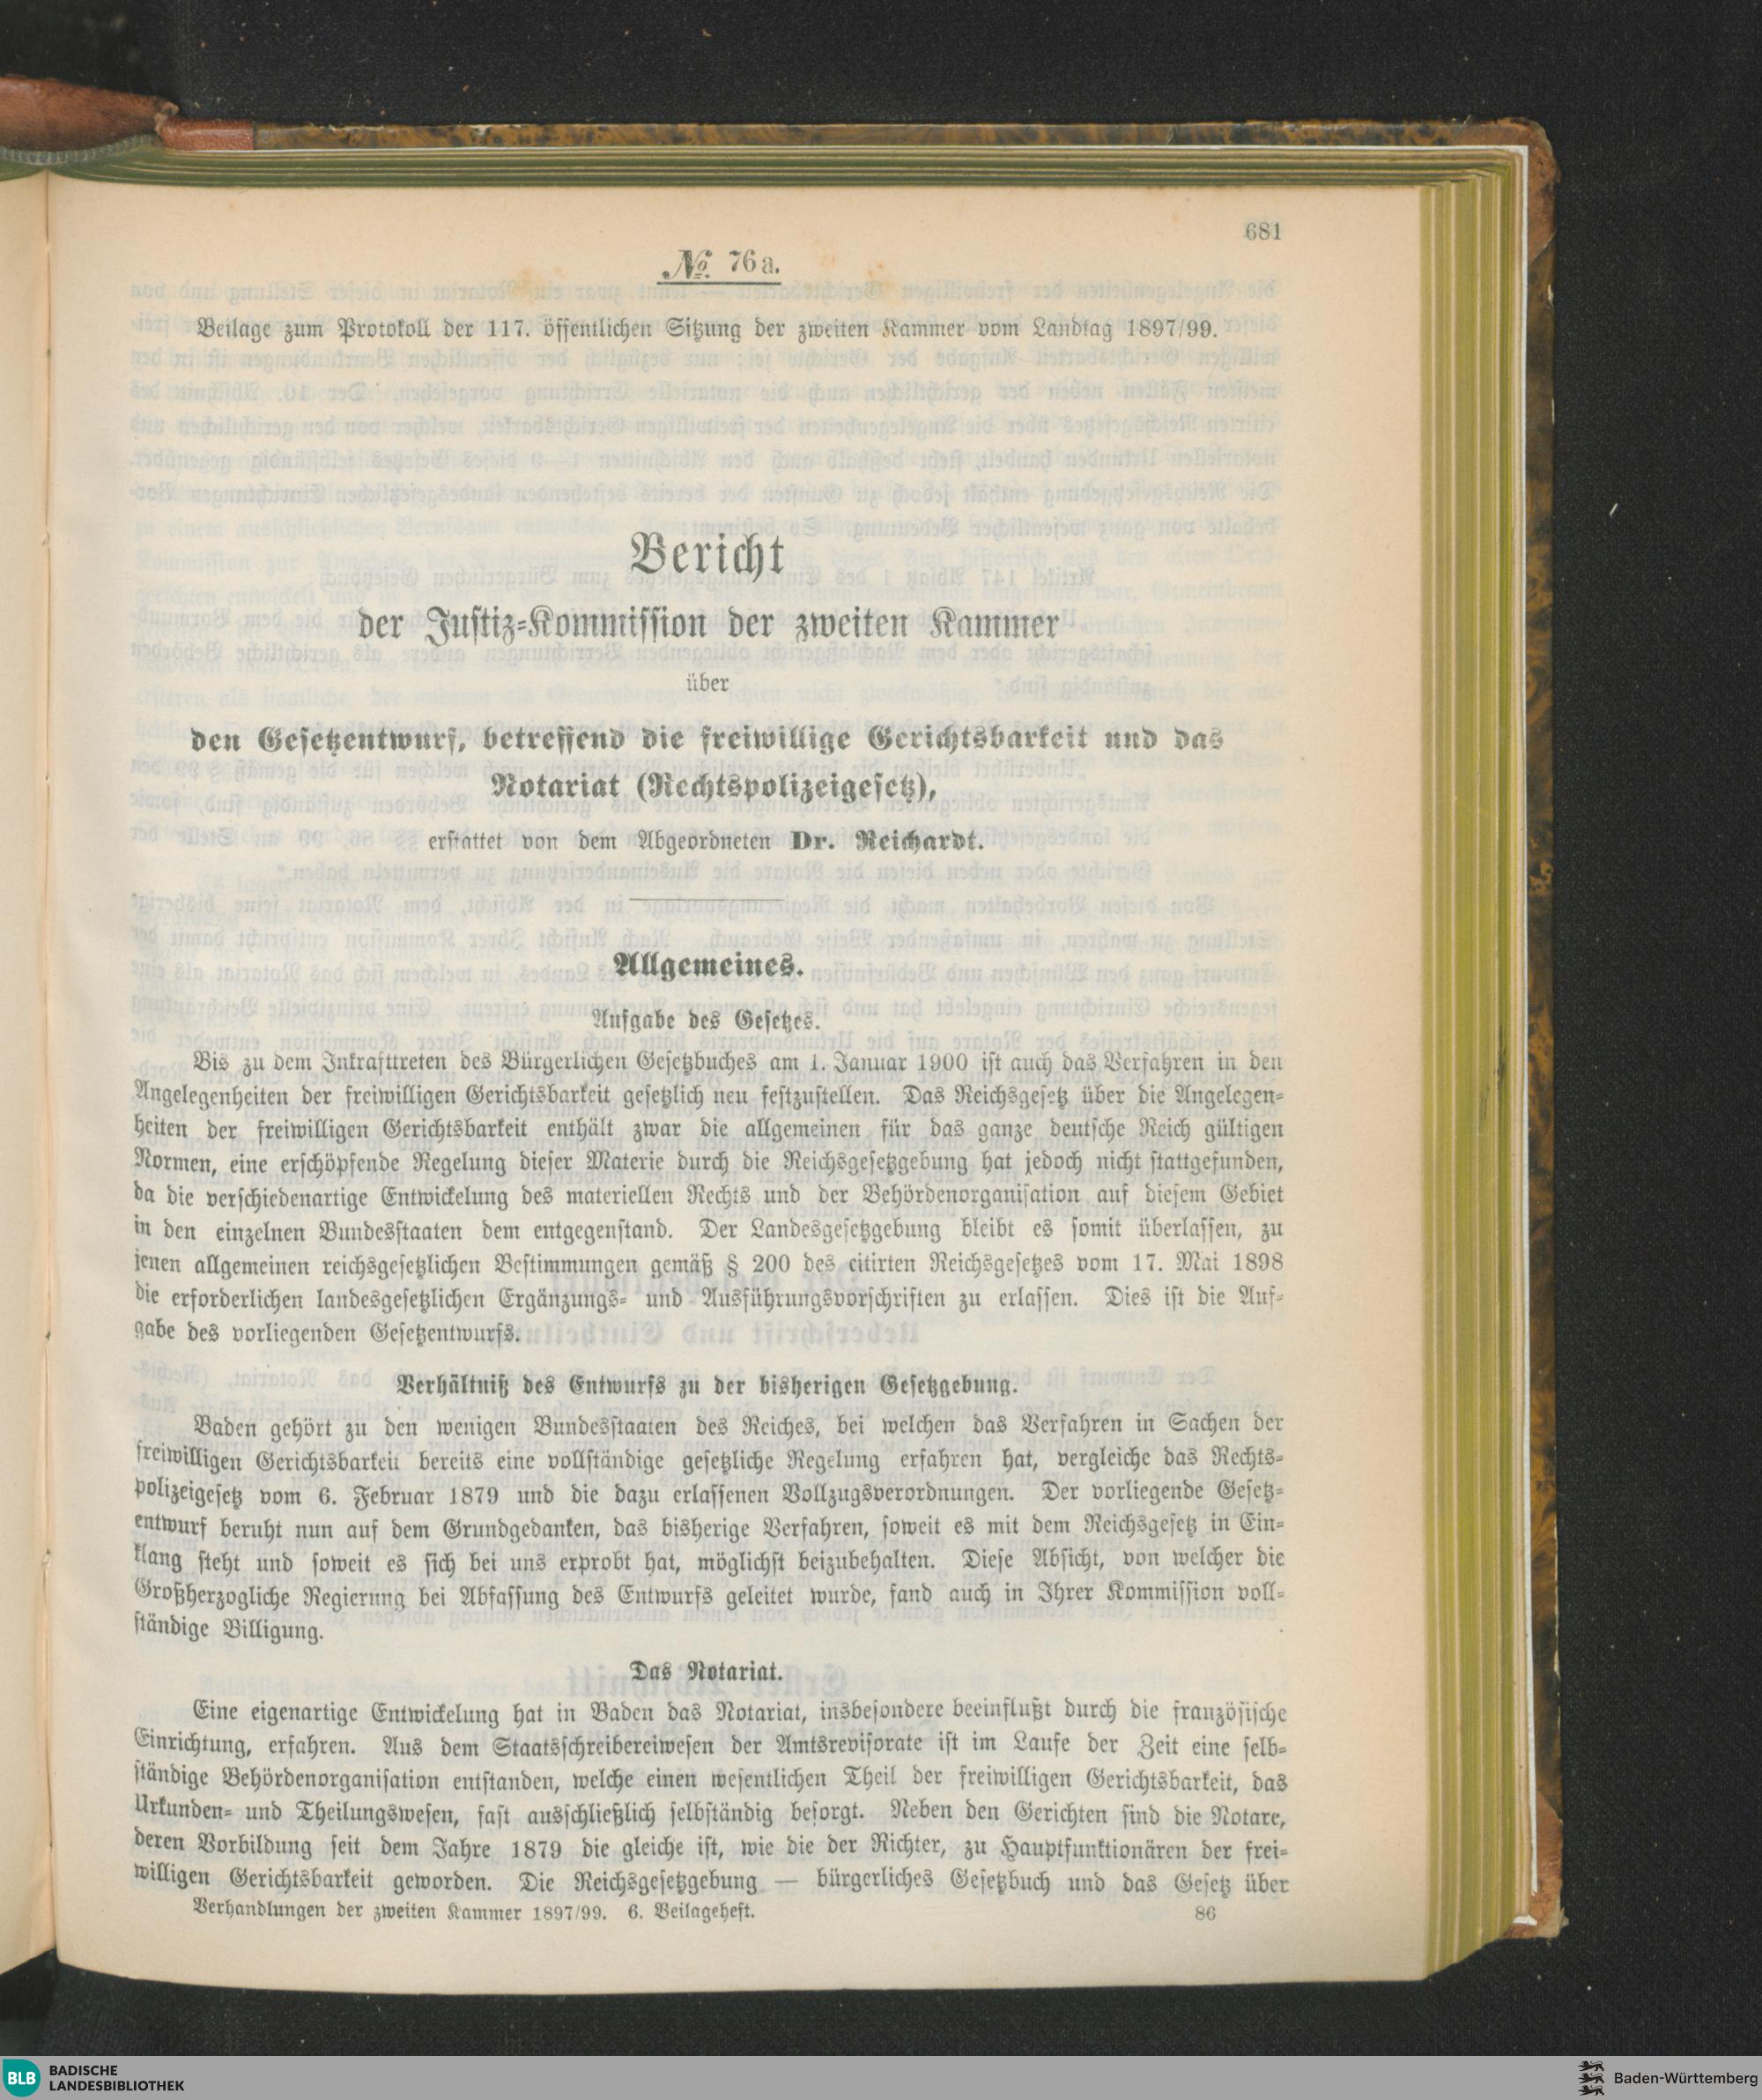 681
No. 76a.
Beilage zum Protokoll der 117. öffentlichen Sitzung der zweiten Kammer vom Landtag 1897/99.
Bericht
der Justiz-Kommission der zweiten Kammer
über
den Gesetzentwurf, betreffend die freiwillige Gerichtsbarkeit und das
Notariat (Rechtspolizeigesetz),
erstattet von dem Abgeordneten Dr. Reichardt.
Allgemeines.
Aufgabe des Gesetzes.
Bis zu dem Inkrafttreten des Bürgerlichen Gesetzbuches am 1. Januar 1900 ist auch das Verfahren in den
Angelegenheiten der freiwilligen Gerichtsbarkeit gesetzlich neu festzustellen. Das Reichsgesetz über die Angelegen-
heiten der freiwilligen Gerichtsbarkeit enthält zwar die allgemeinen für das ganze deutsche Reich gültigen
Normen, eine erschöpfende Regelung dieser Materie durch die Reichsgesetzgebung hat jedoch nicht stattgefunden,
da die verschiedenartige Entwickelung des materiellen Rechts und der Behördenorganisation auf diesem Gebiet
in den einzelnen Bundesstaaten dem entgegenstand. Der Landesgesetzgebung bleibt es somit überlassen, zu
jenen allgemeinen reichsgesetzlichen Bestimmungen gemäß § 200 des citirten Reichsgesetzes vom 17. Mai 1898
die erforderlichen landesgesetzlichen Ergänzungs- und Ausführungsvorschriften zu erlassen. Dies ist die Auf-
gabe des vorliegenden Gesetzentwurfs.
Verhältniß des Entwurfs zu der bisherigen Gesetzgebung.
Baden gehört zu den wenigen Bundesstaaten des Reiches, bei welchen das Verfahren in Sachen der
freiwilligen Gerichtsbarkeit bereits eine vollständige gesetzliche Regelung erfahren hat, vergleiche das Rechts-
polizeigesetz vom 6. Februar 1879 und die dazu erlassenen Vollzugsverordnungen. Der vorliegende Gesetz-
entwurf beruht nun auf dem Grundgedanken, das bisherige Verfahren, soweit es mit dem Reichsgesetz in Ein-
klang steht und soweit es sich bei uns erprobt hat, möglichst beizubehalten. Diese Absicht, von welcher die
Großherzogliche Regierung bei Abfassung des Entwurfs geleitet wurde, fand auch in Ihrer Kommission voll-
ständige Billigung.
Das Notariat.
Eine eigenartige Entwickelung hat in Baden das Notariat, insbesondere beeinflußt durch die französische
Einrichtung, erfahren. Aus dem Staatsschreibereiwesen der Amtsrevisorate ist im Laufe der Zeit eine selb-
ständige Behördenorganisation entstanden, welche einen wesentlichen Theil der freiwilligen Gerichtsbarkeit, das
Urkunden- und Theilungswesen, fast ausschließlich selbständig besorgt. Neben den Gerichten sind die Notare,
deren Vorbildung seit dem Jahre 1879 die gleiche ist, wie die der Richter, zu Hauptfunktionären der frei-
willigen Gerichtsbarkeit geworden. Die Reichsgesetzgebung — bürgerliches Gesetzbuch und das Gesetz über
Verhandlungen der zweiten Kammer 1897/99. 6. Beilageheft.
86
BLB BADISCHE
LANDESBIBLIOTHEK
Baden-Württemberg